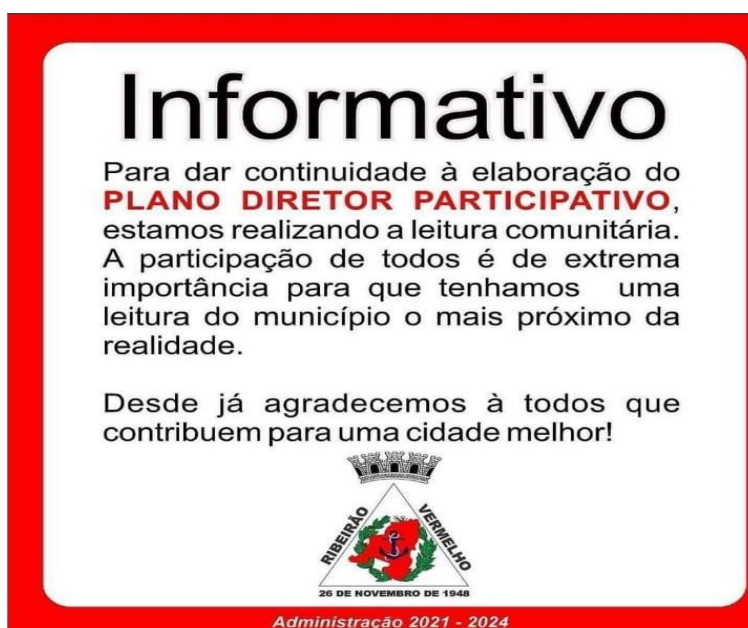 Informativo
Para dar continuidade à elaboração do
PLANO DIRETOR PARTICIPATIVO,
estamos realizando a leitura comunitária.
A participação de todos é de extrema
importância para que tenhamos uma
leitura do município o mais próximo da
realidade.
Desde já agradecemos à todos que
contribuem para uma cidade melhor!
RIBEIRÃO
VERMELHO
26 DE NOVEMBRO DE 1948
Administração 2021 - 2024